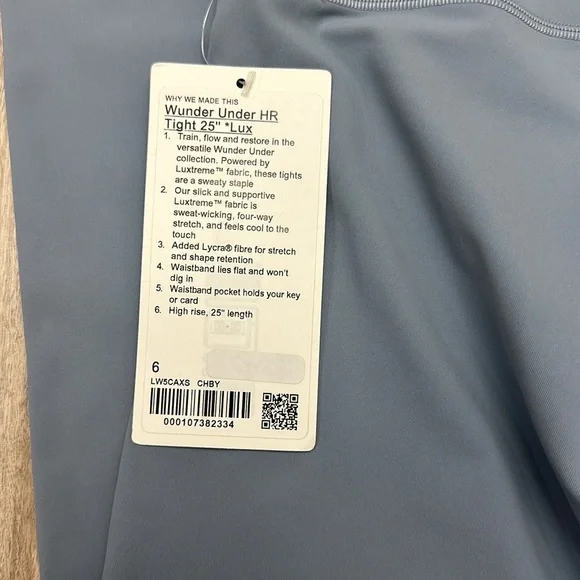 WHY WE MADE THIS
Wunder Under HR
Tight 25" *Lux
1. Train, flow and restore in the
versatile Wunder Under
collection. Powered by
Luxtreme™ fabric, these tights
are a sweaty staple
2. Our slick and supportive
Luxtreme™ fabric is
sweat-wicking, four-way
stretch, and feels cool to the
touch
3. Added Lycra® fibre for stretch
and shape retention
4. Waistband lies flat and won't
dig in
5. Waistband pocket holds your key
or card
6. High rise, 25" length
6
LW5CAXS CHBY
000107382334